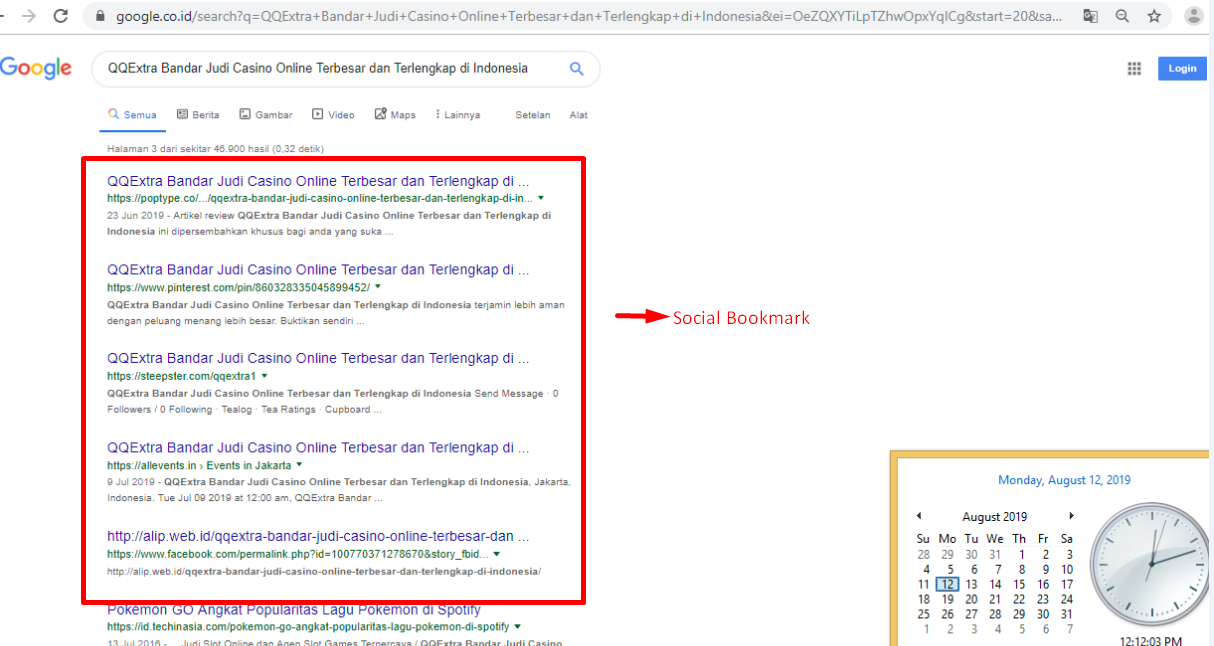 google.co.id/search?q=QQExtra+Bandar+Judi+Casino+Online+Terbesar+dan+Terlengkap+di+Indonesia&ei=OeZQXYTiLpTZhwOpxYqICg&start=20&sa...
Google
QQExtra Bandar Judi Casino Online Terbesar dan Terlengkap di Indonesia
Login
Semua Berita Gambar Video Maps Lainnya Setelan Alat
Halaman 3 dari sekitar 46.900 hasil (0,32 detik)
QQExtra Bandar Judi Casino Online Terbesar dan Terlengkap di ...
https://poptype.co/.../qqextra-bandar-judi-casino-online-terbesar-dan-terlengkap-di-in...
23 Jun 2019 - Artikel review QQExtra Bandar Judi Casino Online Terbesar dan Terlengkap di
Indonesia ini dipersembahkan khusus bagi anda yang suka ...
QQExtra Bandar Judi Casino Online Terbesar dan Terlengkap di ...
https://www.pinterest.com/pin/860328335045899452/
QQExtra Bandar Judi Casino Online Terbesar dan Terlengkap di Indonesia terjamin lebih aman
dengan peluang menang lebih besar. Buktikan sendiri ...
Social Bookmark
QQExtra Bandar Judi Casino Online Terbesar dan Terlengkap di ...
https://steepster.com/qqextra1
QQExtra Bandar Judi Casino Online Terbesar dan Terlengkap di Indonesia Send Message · 0
Followers / 0 Following · Tealog · Tea Ratings · Cupboard ...
QQExtra Bandar Judi Casino Online Terbesar dan Terlengkap di ...
https://allevents.in › Events in Jakarta
9 Jul 2019 - QQExtra Bandar Judi Casino Online Terbesar dan Terlengkap di Indonesia, Jakarta,
Indonesia. Tue Jul 09 2019 at 12:00 am, QQExtra Bandar ...
http://alip.web.id/qqextra-bandar-judi-casino-online-terbesar-dan ...
https://www.facebook.com/permalink.php?id=100770371278670&story_fbid...
http://alip.web.id/qqextra-bandar-judi-casino-online-terbesar-dan-terlengkap-di-indonesia/
Pokemon GO Angkat Popularitas Lagu Pokemon di Spotify
https://id.techinasia.com/pokemon-go-angkat-popularitas-lagu-pokemon-di-spotify
13 Jul 2016 - ... Judi Slot Online dan Agen Slot Games Terpercaya / QQExtra Bandar Judi Casino
Monday, August 12, 2019
August 2019
Su Mo Tu We Th Fr Sa
28 29 30 31 1 2 3
4 5 6 7 8 9 10
11 12 13 14 15 16 17
18 19 20 21 22 23 24
25 26 27 28 29 30 31
1 2 3 4 5 6 7
12:12:03 PM